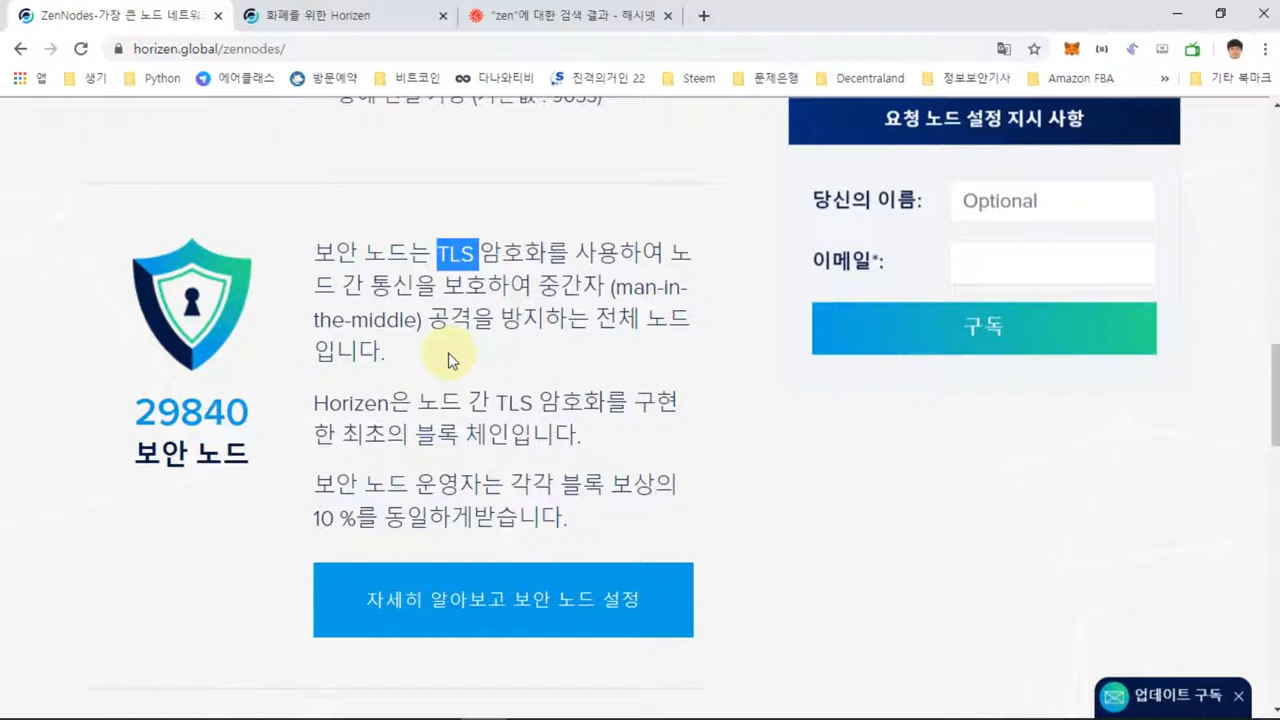 ZenNodes-가장 큰 노드 네트워
화폐를 위한 Horizen
"zen"에 대한 검색 결과 - 해시넷
horizen.global/zennodes/
앱
생기
Python
에어클래스
방문예약
비트코인
다나와티비
진격의거인 22
Steem
문제은행
Decentraland
정보보안기사
Amazon FBA
»
기타 북마크
요청 노드 설정 지시 사항
당신의 이름:
Optional
이메일*:
구독
보안 노드는 TLS 암호화를 사용하여 노
드 간 통신을 보호하여 중간자 (man-in-
the-middle) 공격을 방지하는 전체 노드
입니다.
29840
보안 노드
Horizen은 노드 간 TLS 암호화를 구현
한 최초의 블록 체인입니다.
보안 노드 운영자는 각각 블록 보상의
10 %를 동일하게받습니다.
자세히 알아보고 보안 노드 설정
업데이트 구독